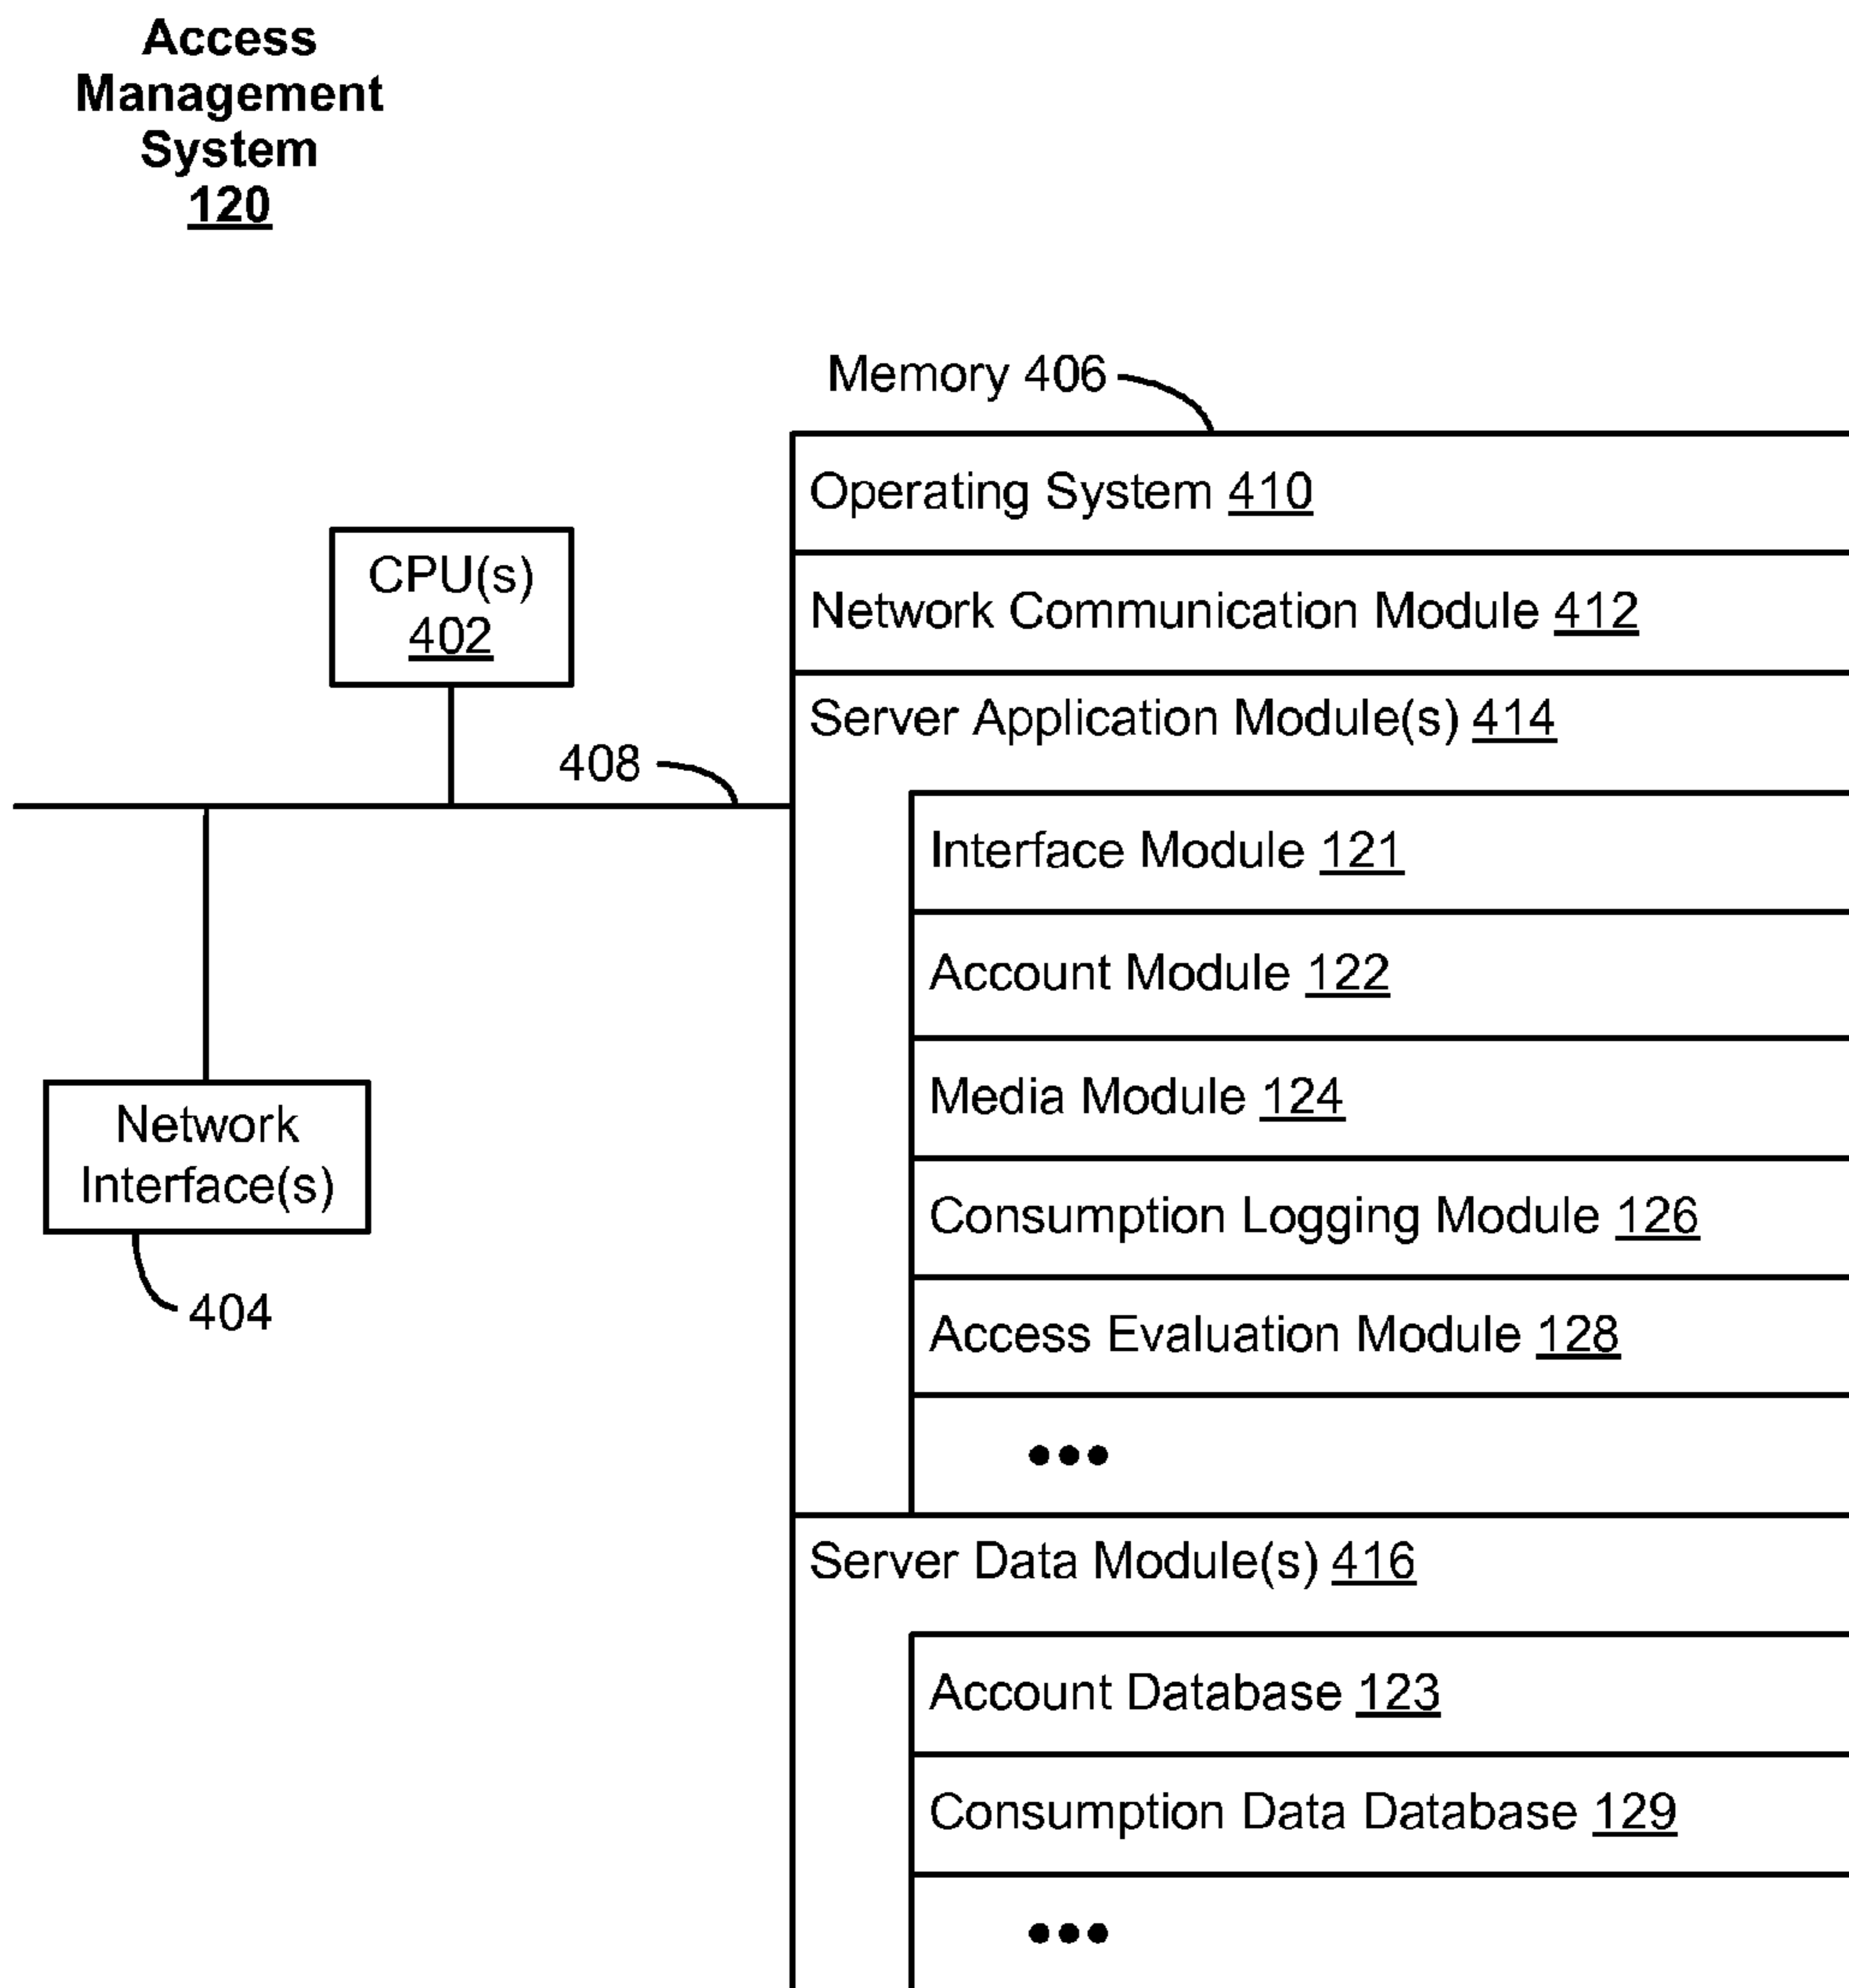 Access
Management
System
120
Memory 406
Operating System 410
CPU(s)
402
Network Communication Module 412
Server Application Module(s) 414
408
Interface Module 121
Account Module 122
Media Module 124
Network
Interface(s)
404
Consumption Logging Module 126
Access Evaluation Module 128
•••
Server Data Module(s) 416
Account Database 123
Consumption Data Database 129
•••